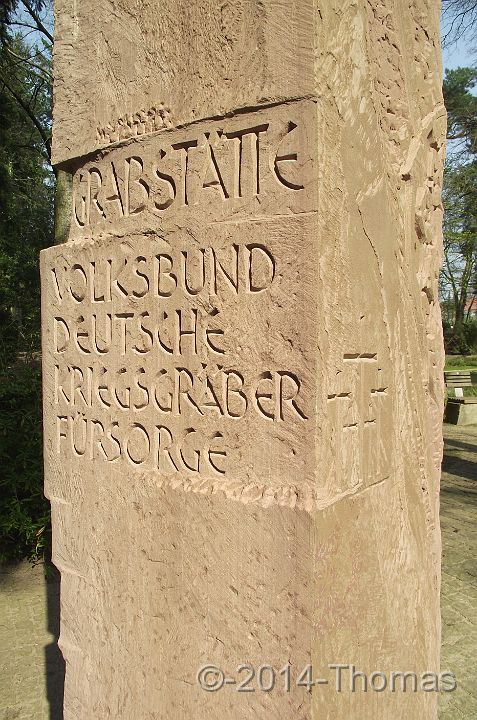 GRABSTÄTTE
VOLKSBUND
DEUTSCHE
KRIEGSGRÄBER
FÜRSORGE
©-2014-Thomas